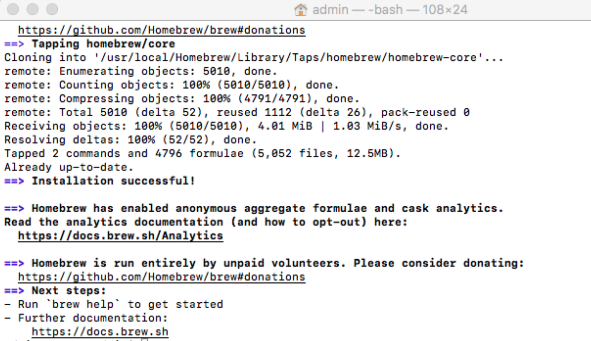 admin — -bash — 108×24
https://github.com/Homebrew/brew#donations
==> Tapping homebrew/core
Cloning into '/usr/local/Homebrew/Library/Taps/homebrew/homebrew-core'...
remote: Enumerating objects: 5010, done.
remote: Counting objects: 100% (5010/5010), done.
remote: Compressing objects: 100% (4791/4791), done.
remote: Total 5010 (delta 52), reused 1112 (delta 26), pack-reused 0
Receiving objects: 100% (5010/5010), 4.01 MiB | 1.03 MiB/s, done.
Resolving deltas: 100% (52/52), done.
Tapped 2 commands and 4796 formulae (5,052 files, 12.5MB).
Already up-to-date.
==> Installation successful!
==> Homebrew has enabled anonymous aggregate formulae and cask analytics.
Read the analytics documentation (and how to opt-out) here:
https://docs.brew.sh/Analytics
==> Homebrew is run entirely by unpaid volunteers. Please consider donating:
https://github.com/Homebrew/brew#donations
==> Next steps:
- Run `brew help` to get started
- Further documentation:
https://docs.brew.sh